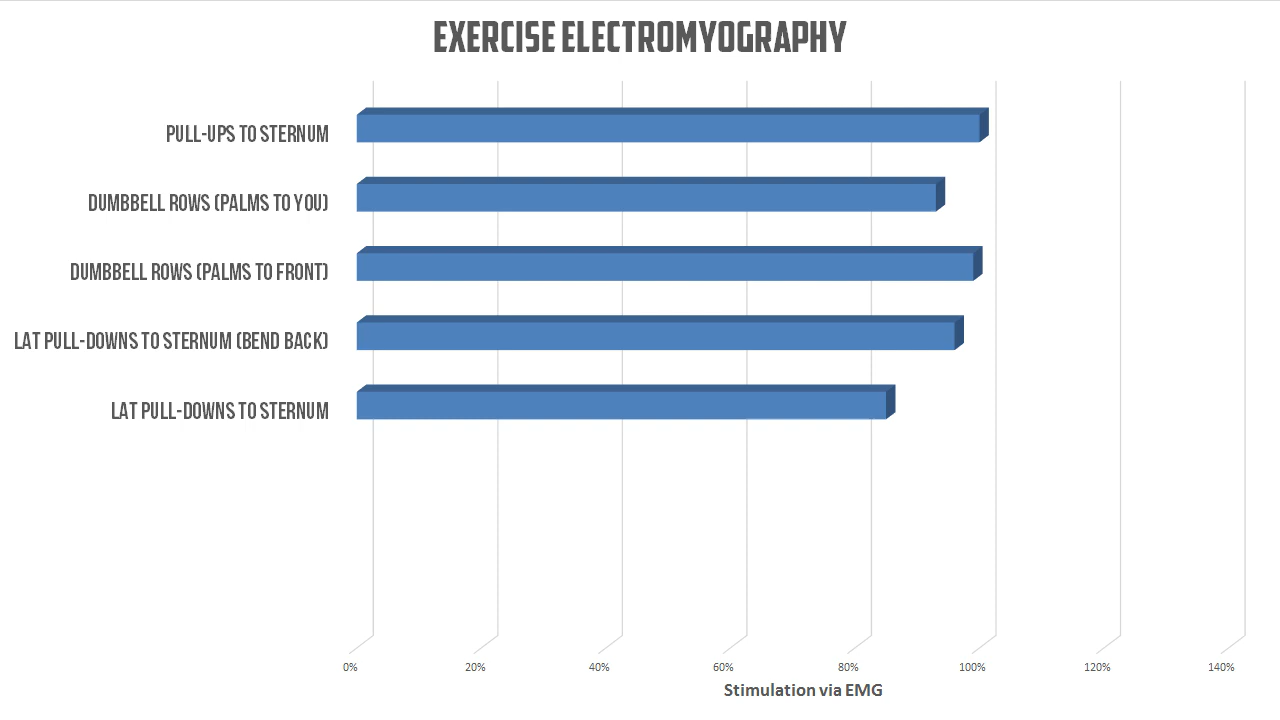 EXERCISE ELECTROMYOGRAPHY
PULL-UPS TO STERNUM
DUMBBELL ROWS (PALMS TO YOU)
DUMBBELL ROWS (PALMS TO FRONT)
LAT PULL-DOWNS TO STERNUM (BEND BACK)
LAT PULL-DOWNS TO STERNUM
0% 20% 40% 60% 80% 100% 120% 140%
Stimulation via EMG